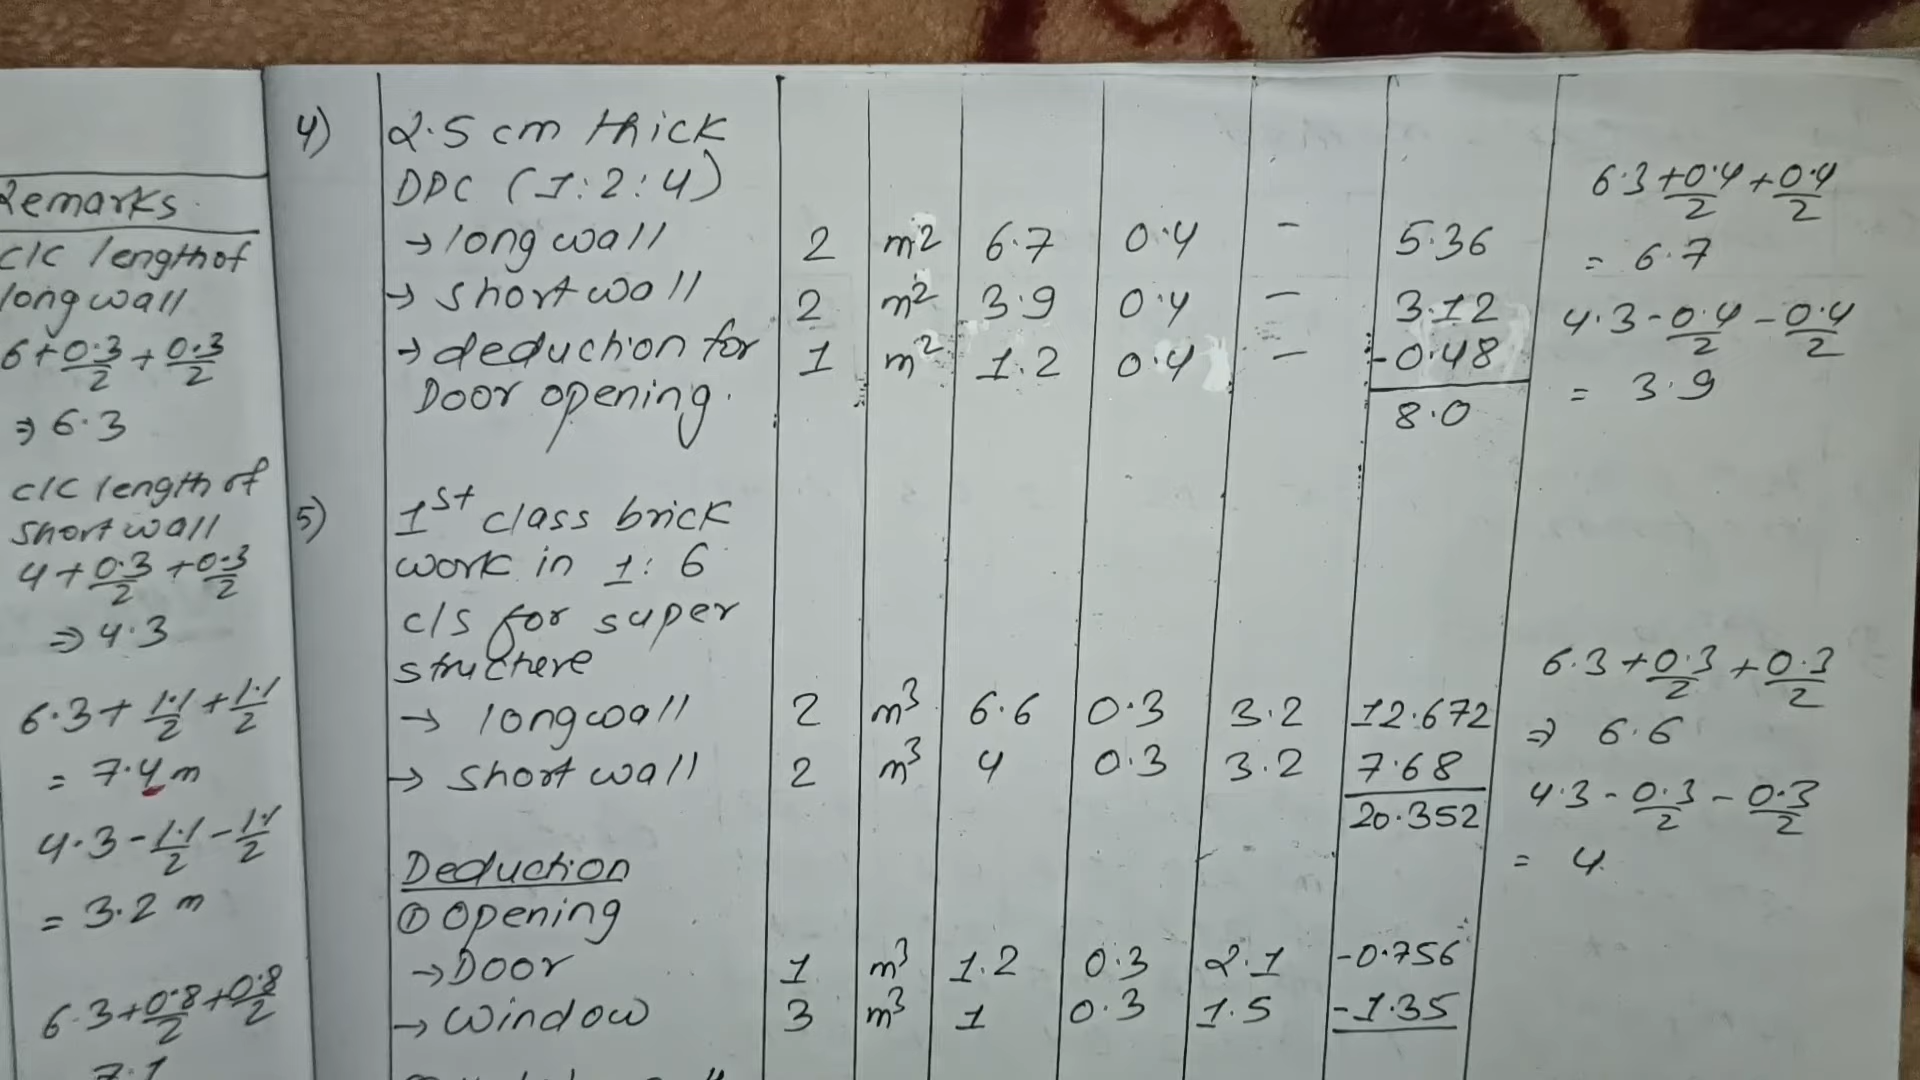 Remarks
c/c length of
long wall
6+0.3/2+0.3/2
⇒ 6.3
c/c length of
short wall
4+0.3/2+0.3/2
⇒ 4.3
6.3+1.1/2+1.1/2
= 7.4 m
4.3-1.1/2-1.1/2
= 3.2 m
6.3+0.8/2+0.8/2
7.1
4) 2.5 cm thick
DPC (1:2:4)
→ long wall 2 m² 6.7 0.4 - 5.36
→ short wall 2 m² 3.9 0.4 - 3.12
→ deduction for 1 m² 1.2 0.4 - -0.48
Door opening. 8.0
6.3+0.4/2+0.4/2
= 6.7
4.3-0.4/2-0.4/2
= 3.9
5) 1st class brick
work in 1:6
c/s for super
structere
→ long wall 2 m³ 6.6 0.3 3.2 12.672
→ short wall 2 m³ 4 0.3 3.2 7.68
20.352
6.3+0.3/2+0.3/2
⇒ 6.6
4.3-0.3/2-0.3/2
= 4
Deduction
① Opening
→ Door 1 m³ 1.2 0.3 2.1 -0.756
→ window 3 m³ 1 0.3 1.5 -1.35